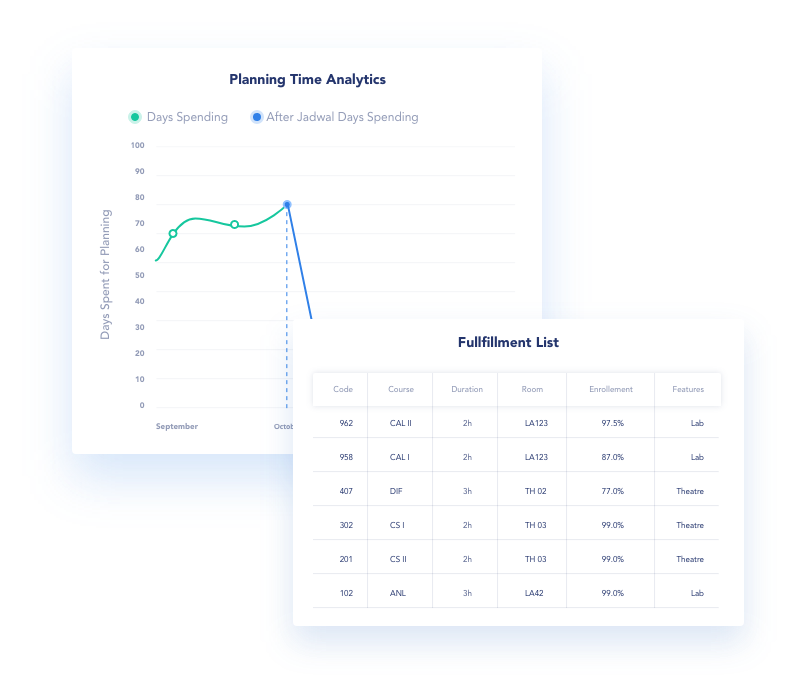 Planning Time Analytics
Days Spending After Jadwal Days Spending
Days Spent for Planning
100
90
80
70
60
50
40
30
20
10
0
September
Fullfillment List
Code Course Duration Room Enrollement Features
962 CAL II 2h LA123 97.5% Lab
958 CAL I 2h LA123 87.0% Lab
407 DIF 3h TH 02 77.0% Theatre
302 CS I 2h TH 03 99.0% Theatre
201 CS II 2h TH 03 99.0% Theatre
102 ANL 3h LA42 99.0% Lab